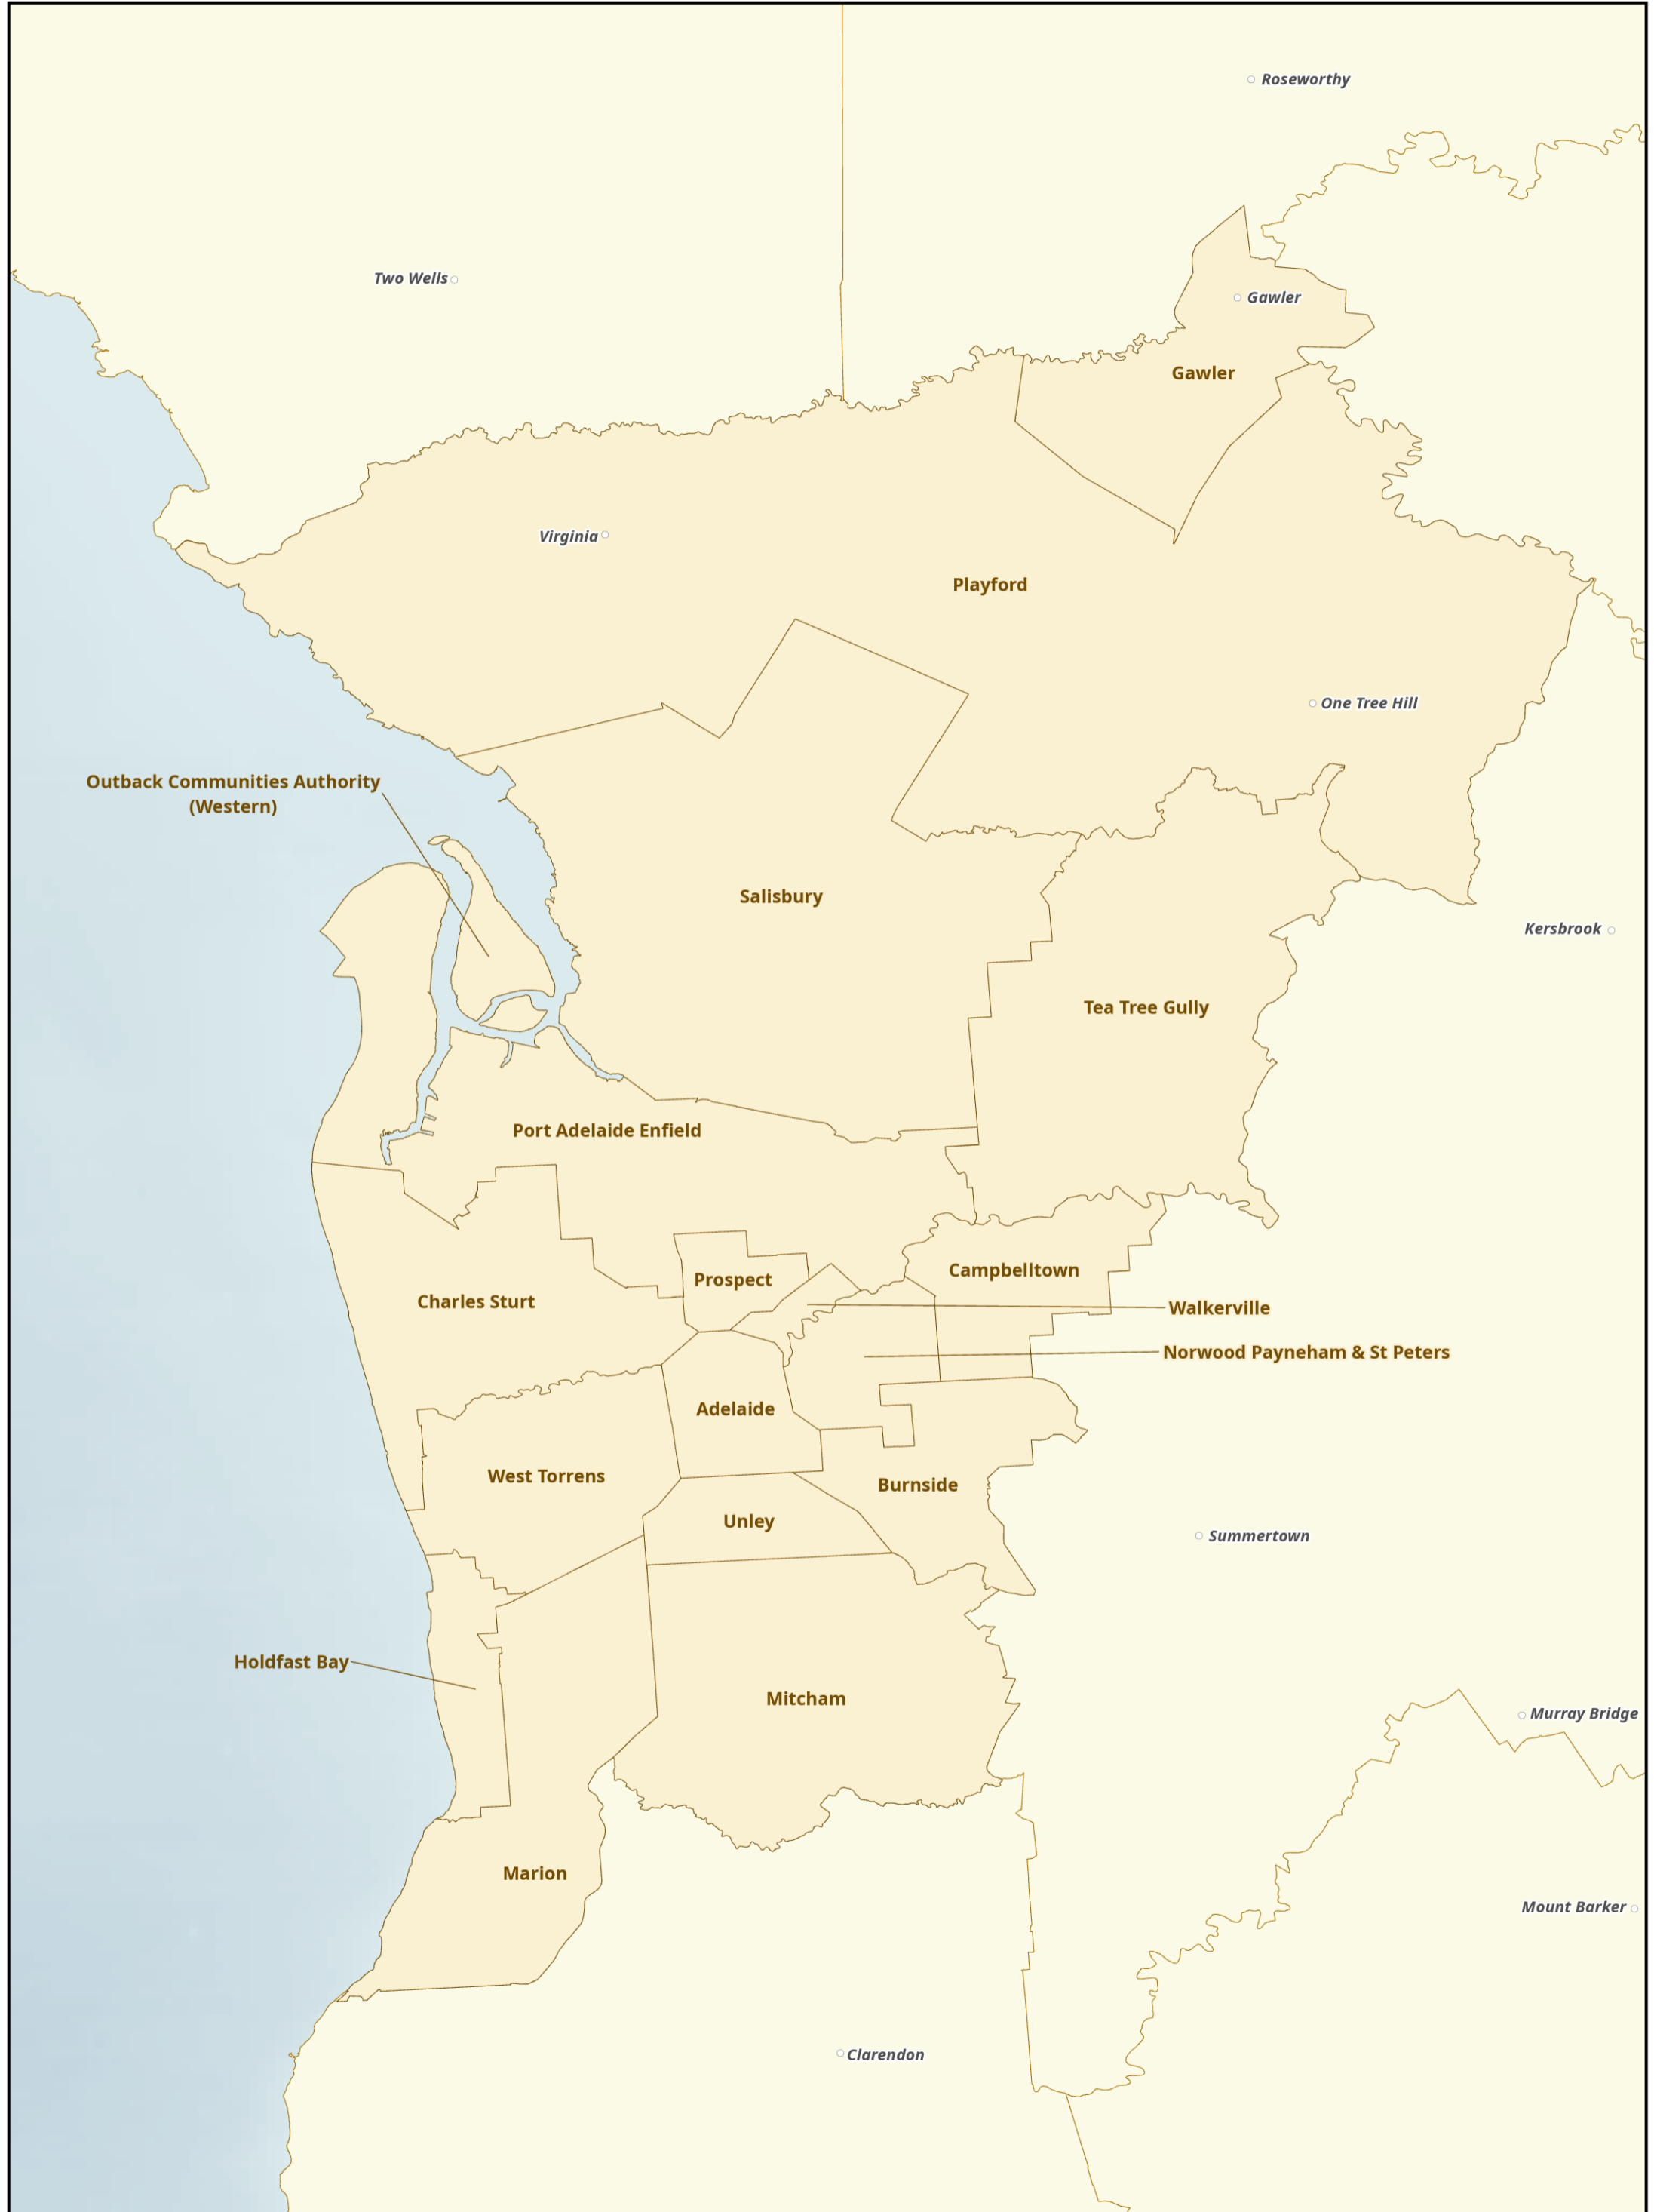 Roseworthy
Two Wells
Gawler
Gawler
Virginia
Playford
One Tree Hill
Outback Communities Authority
(Western)
Salisbury
Kersbrook
Tea Tree Gully
Port Adelaide Enfield
Campbelltown
Prospect
Charles Sturt
Walkerville
Norwood Payneham & St Peters
Adelaide
West Torrens
Burnside
Unley
Summertown
Holdfast Bay
Mitcham
Murray Bridge
Marion
Mount Barker
Clarendon